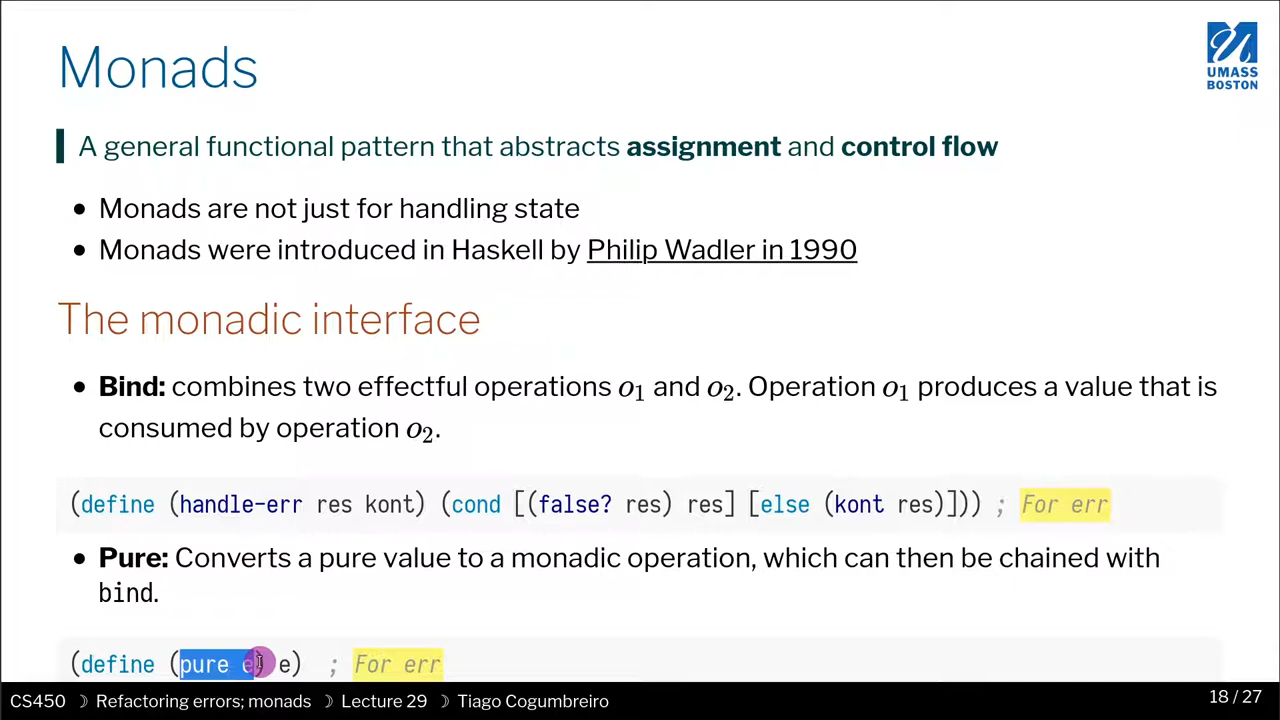 Monads
UMASS
BOSTON
A general functional pattern that abstracts assignment and control flow
• Monads are not just for handling state
• Monads were introduced in Haskell by Philip Wadler in 1990
The monadic interface
• Bind: combines two effectful operations o₁ and o₂. Operation o₁ produces a value that is
consumed by operation o₂.
(define (handle-err res kont) (cond [(false? res) res] [else (kont res)])) ; For err
• Pure: Converts a pure value to a monadic operation, which can then be chained with
bind.
(define (pure e) e) ; For err
CS450 ☽ Refactoring errors; monads ☽ Lecture 29 ☽ Tiago Cogumbreiro
18 / 27